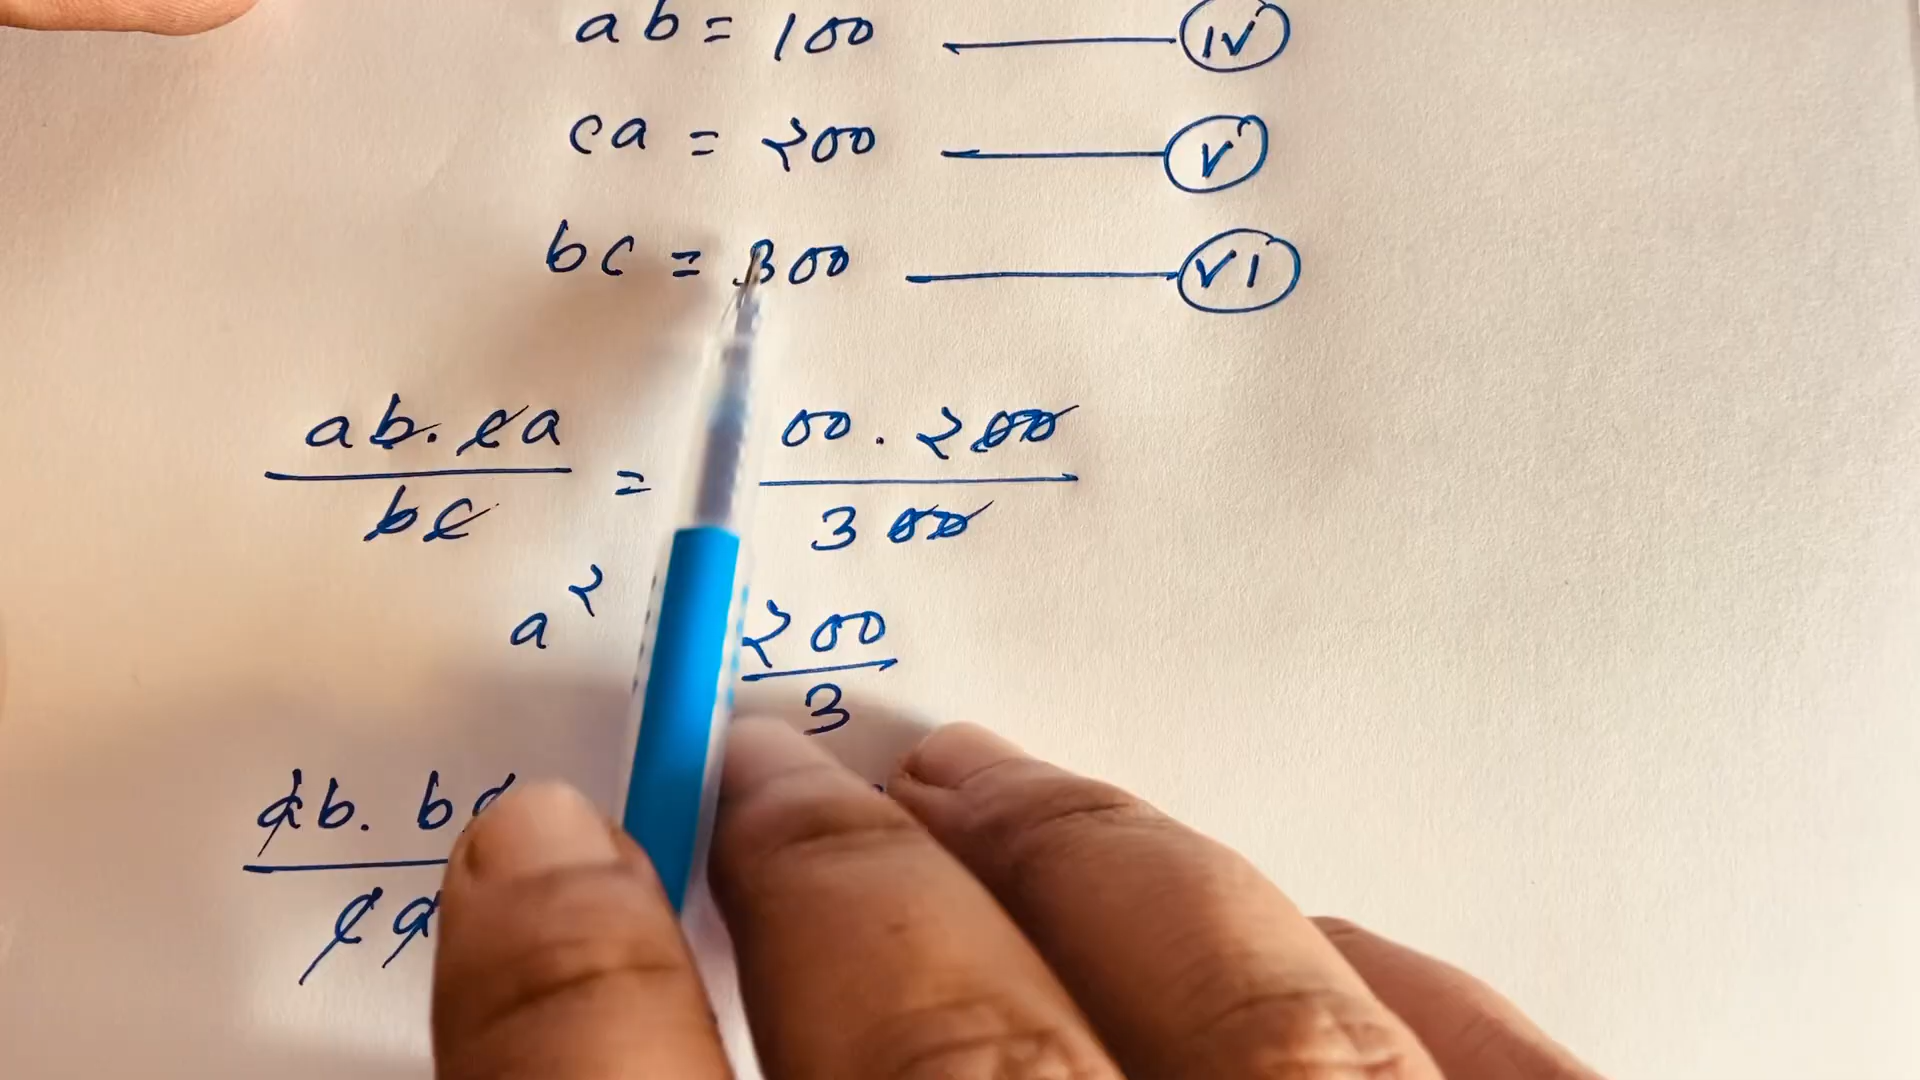 ab = 100 iv
ca = 200 v
bc = 300 vi
ab. ca / bc = 00 . 200 / 300
a² 200 / 3
ab. bc / ca